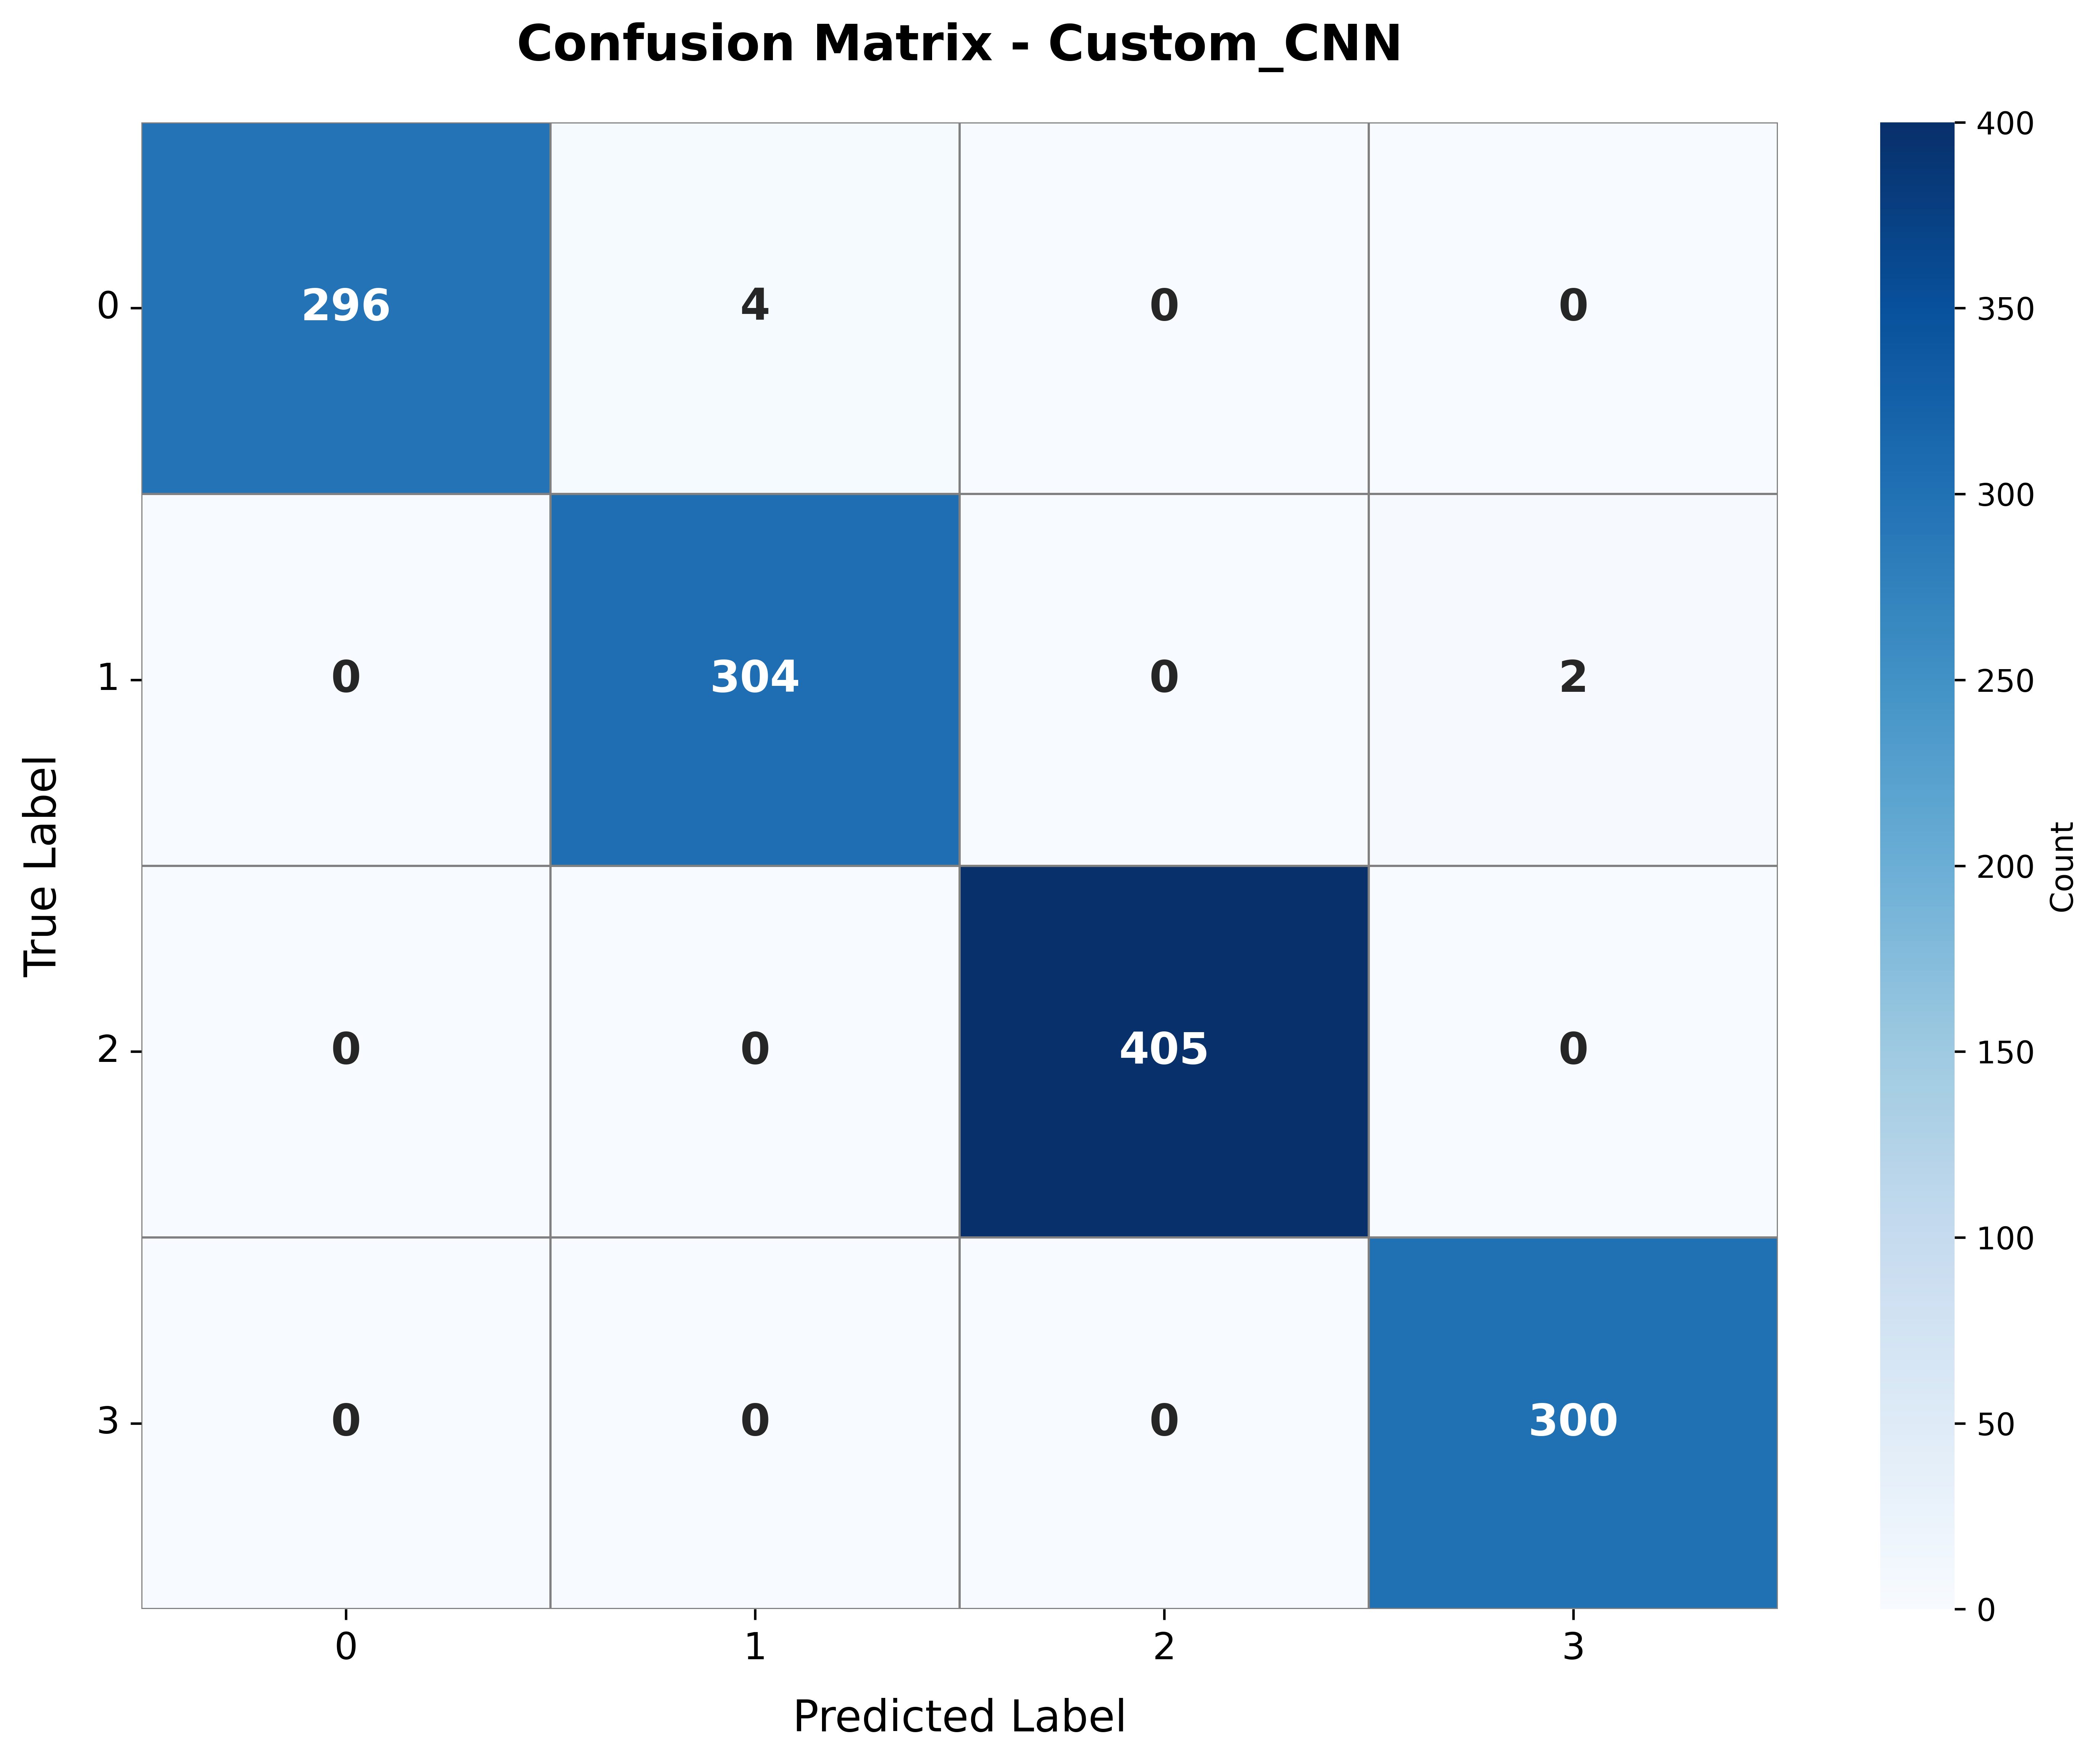 Confusion Matrix - Custom_CNN
400
0 296 4 0 0 350
300
1 0 304 0 2 250
True Label
200
Count
2 0 0 405 0 150
100
3 0 0 0 300 50
0
0 1 2 3
Predicted Label